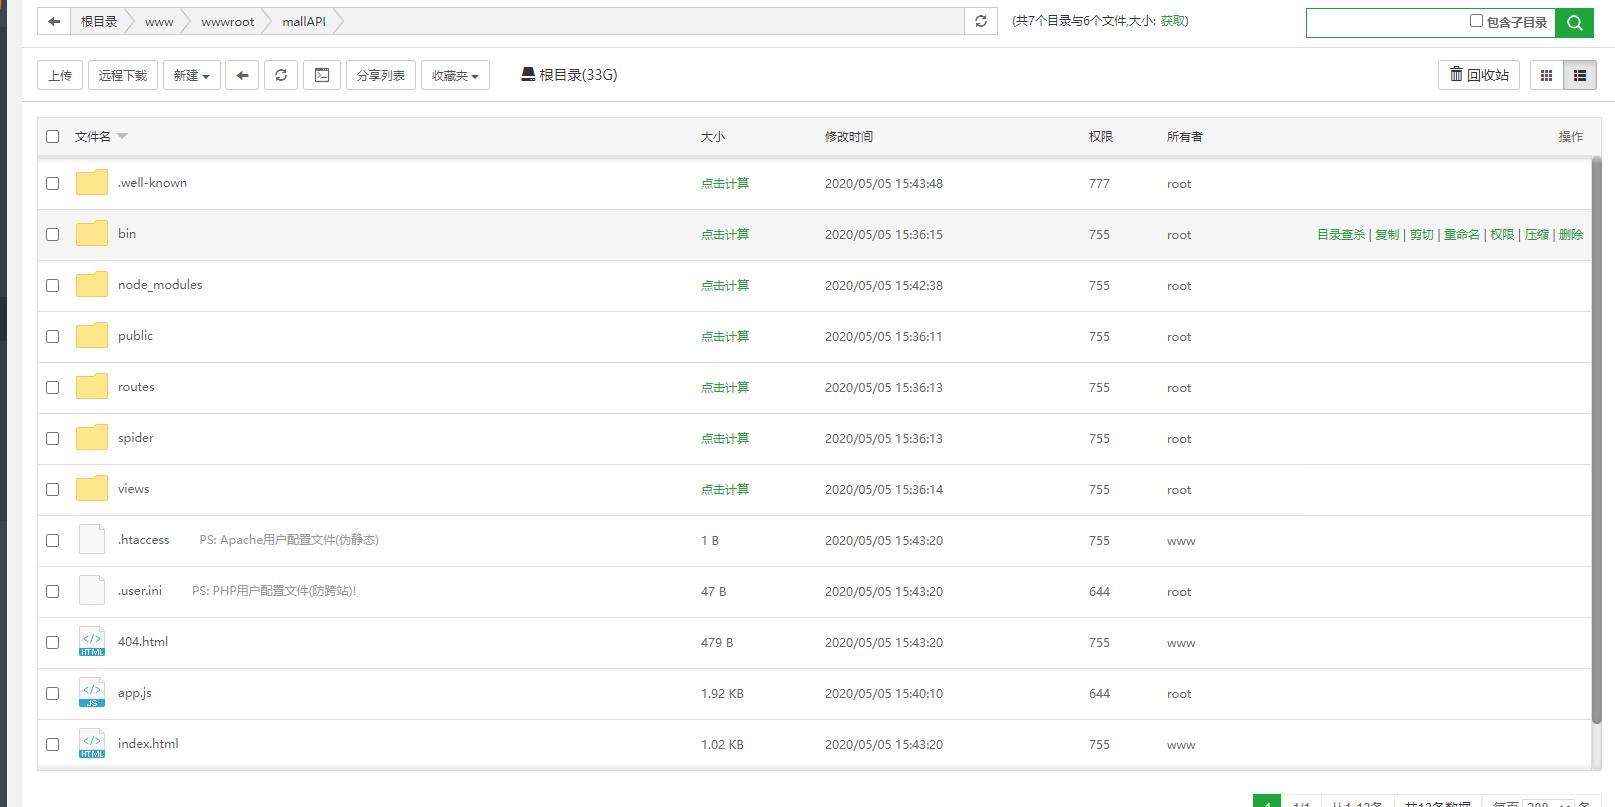 根目录 www wwwroot mallAPI (共7个目录与6个文件,大小: 获取) 包含子目录
上传 远程下载 新建 分享列表 收藏夹 根目录(33G) 回收站
文件名 大小 修改时间 权限 所有者 操作
.well-known 点击计算 2020/05/05 15:43:48 777 root
bin 点击计算 2020/05/05 15:36:15 755 root 目录查杀 | 复制 | 剪切 | 重命名 | 权限 | 压缩 | 删除
node_modules 点击计算 2020/05/05 15:42:38 755 root
public 点击计算 2020/05/05 15:36:11 755 root
routes 点击计算 2020/05/05 15:36:13 755 root
spider 点击计算 2020/05/05 15:36:13 755 root
views 点击计算 2020/05/05 15:36:14 755 root
.htaccess PS: Apache用户配置文件(伪静态) 1 B 2020/05/05 15:43:20 755 www
.user.ini PS: PHP用户配置文件(防跨站)! 47 B 2020/05/05 15:43:20 644 root
</> HTML 404.html 479 B 2020/05/05 15:43:20 755 www
</> JS app.js 1.92 KB 2020/05/05 15:40:10 644 root
</> HTML index.html 1.02 KB 2020/05/05 15:43:20 755 www
1 1/1 从1-13条 共13条数据 每页 200 条